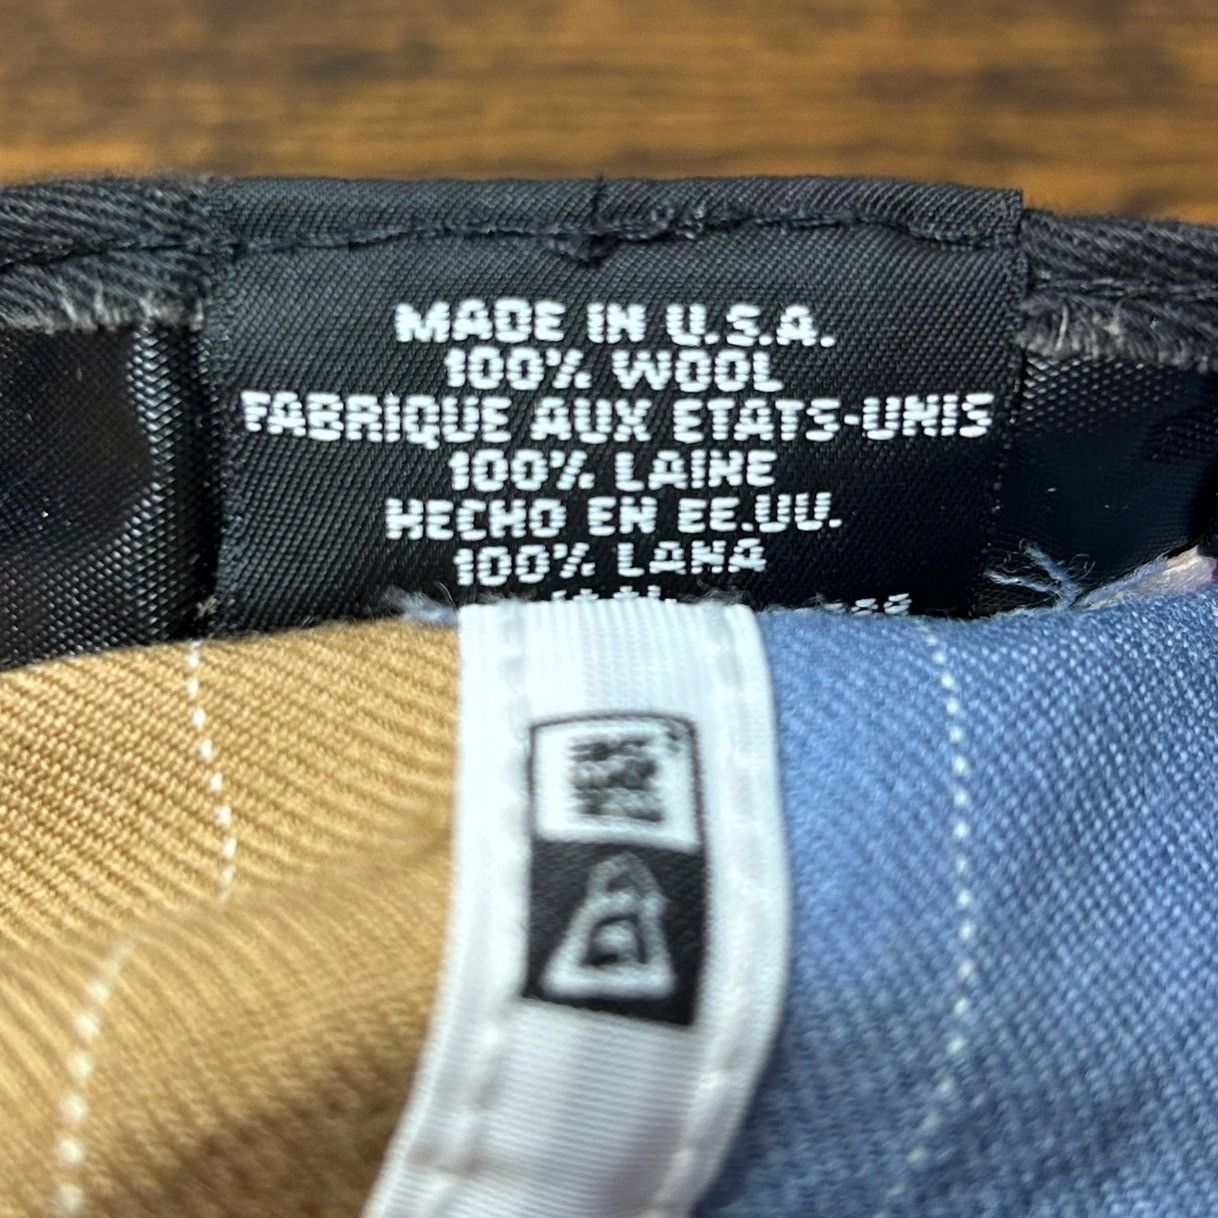 MADE IN U.S.A.
100% WOOL
FABRIQUE AUX ETATS-UNIS
100% LAINE
HECHO EN EE.UU.
100% LANA